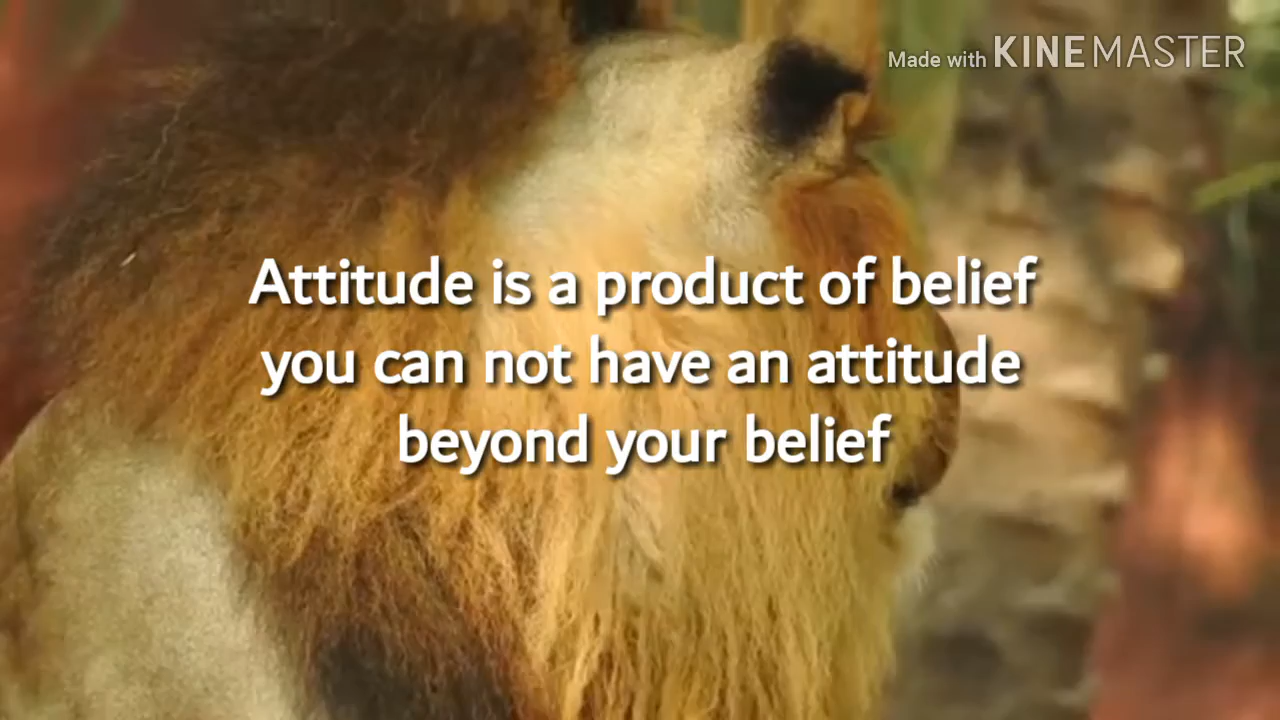 Made with KINEMASTER
Attitude is a product of belief
you can not have an attitude
beyond your belief